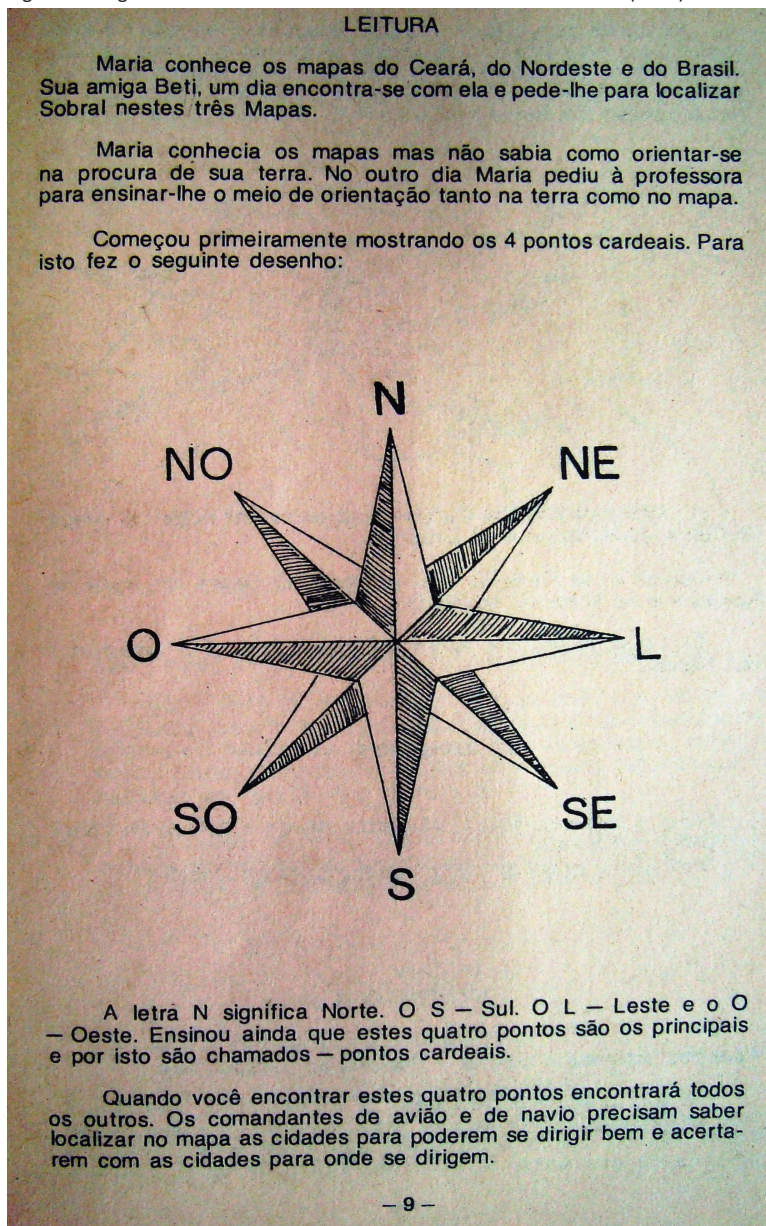 LEITURA
Maria conhece os mapas do Ceará, do Nordeste e do Brasil.
Sua amiga Beti, um dia encontra-se com ela e pede-lhe para localizar
Sobral nestes três Mapas.
Maria conhecia os mapas mas não sabia como orientar-se
na procura de sua terra. No outro dia Maria pediu à professora
para ensinar-lhe o meio de orientação tanto na terra como no mapa.
Começou primeiramente mostrando os 4 pontos cardeais. Para
isto fez o seguinte desenho:
N
NO
NE
O
L
SO
SE
S
A letra N significa Norte. O S — Sul. O L — Leste e o O
— Oeste. Ensinou ainda que estes quatro pontos são os principais
e por isto são chamados — pontos cardeais.
Quando você encontrar estes quatro pontos encontrará todos
os outros. Os comandantes de avião e de navio precisam saber
localizar no mapa as cidades para poderem se dirigir bem e acerta-
rem com as cidades para onde se dirigem.
— 9 —